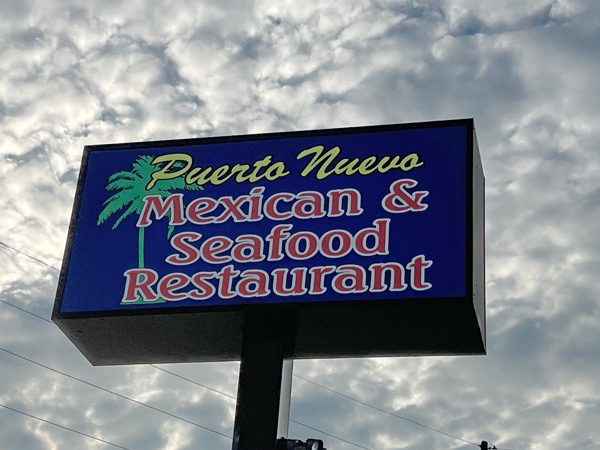 Puerto Nuevo
Mexican &
Seafood
Restaurant